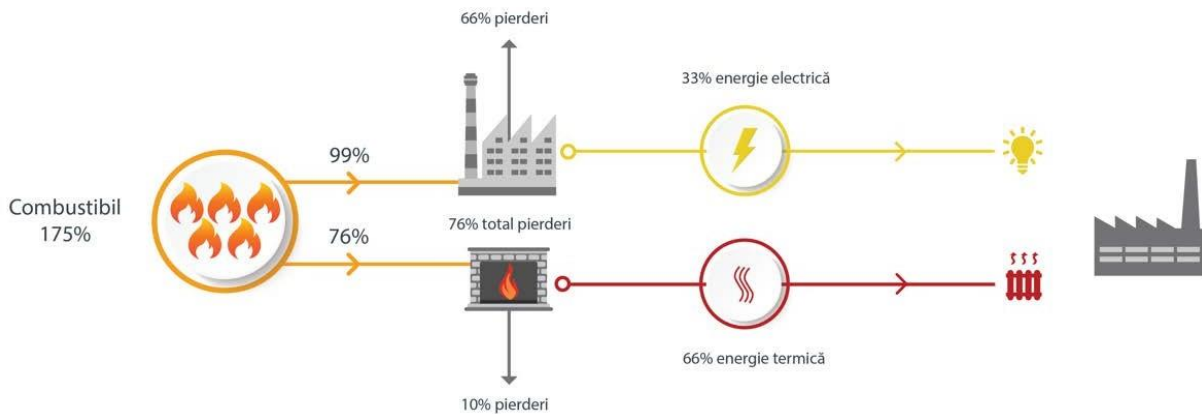 66% pierderi
33% energie electrică
99%
Combustibil
175%
76% total pierderi
76%
66% energie termică
10% pierderi